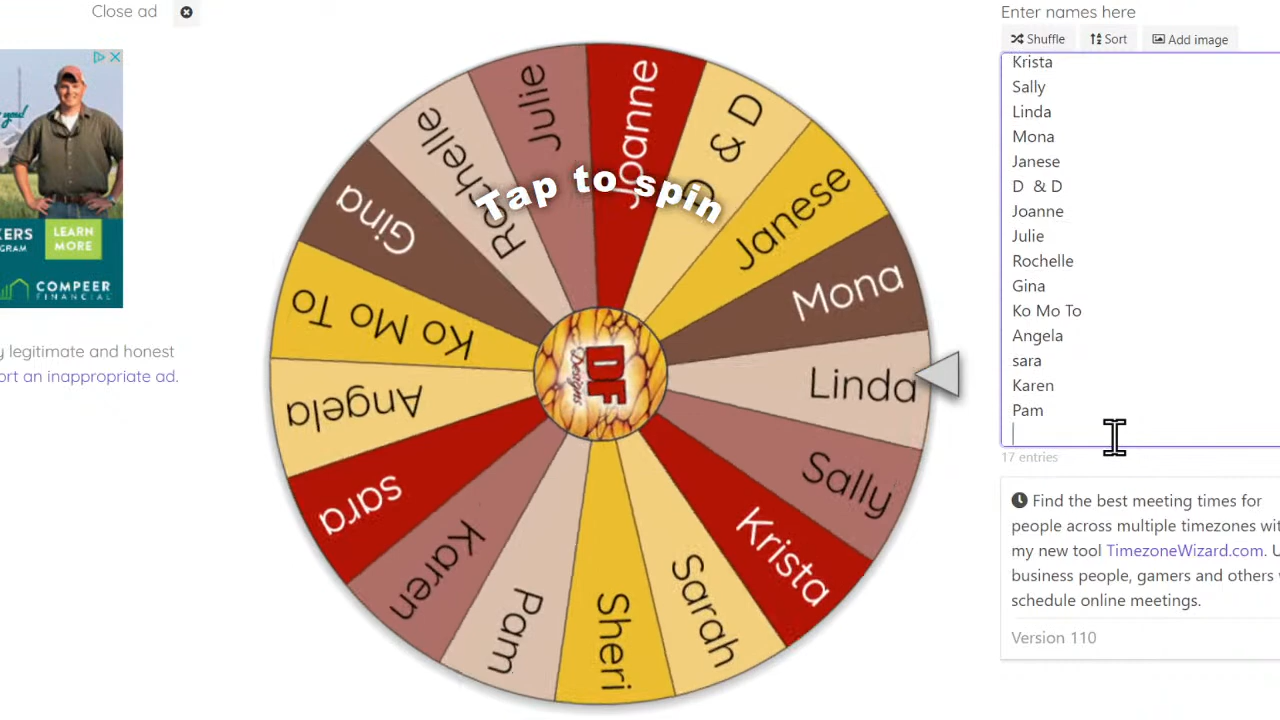 Close ad
Enter names here
Shuffle
Sort
Add image
you!
KERS
GRAM
LEARN
MORE
COMPEER
FINANCIAL
y legitimate and honest
ort an inappropriate ad.
Tap to spin
Joanne
D & D
Janese
Mona
Linda
Sally
Krista
Sarah
Sheri
Pam
Karen
sara
Angela
Ko Mo To
Gina
Rochelle
Julie
DF
Designs
Krista
Sally
Linda
Mona
Janese
D  & D
Joanne
Julie
Rochelle
Gina
Ko Mo To
Angela
sara
Karen
Pam
17 entries
Find the best meeting times for
people across multiple timezones wit
my new tool TimezoneWizard.com. U
business people, gamers and others
schedule online meetings.
Version 110